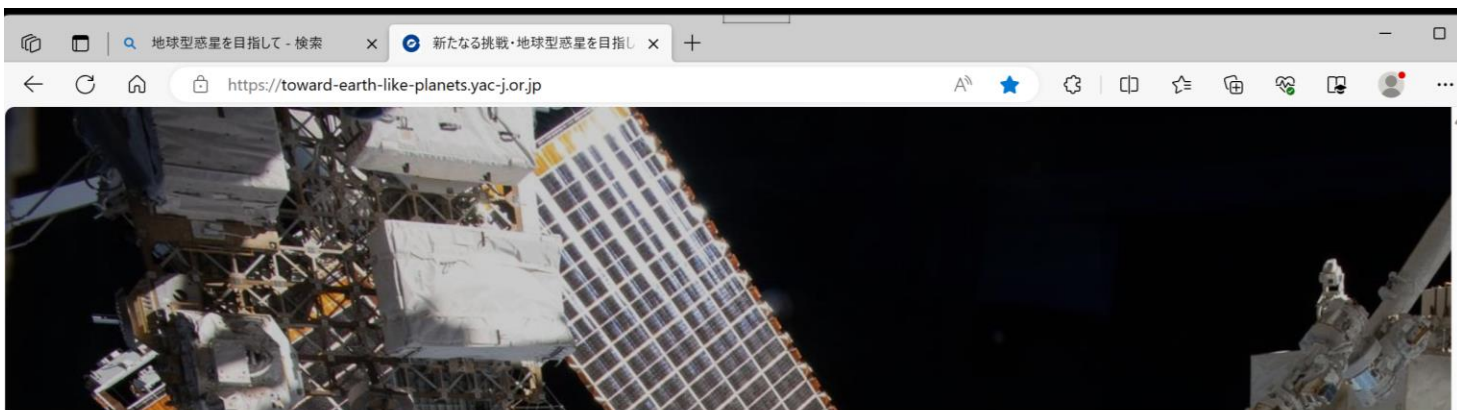 地球型惑星を目指して - 検索
新たなる挑戦・地球型惑星を目指し
https://toward-earth-like-planets.yac-j.or.jp